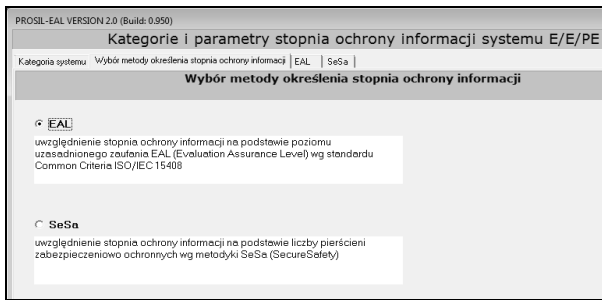 PROSIL-EAL VERSION 2.0 (Build: 0.950)
Kategorie i parametry stopnia ochrony informacji systemu E/E/PE
Kategoria systemu Wybór metody określenia stopnia ochrony informacji EAL SeSa
Wybór metody określenia stopnia ochrony informacji
EAL
uwzględnienie stopnia ochrony informacji na podstawie poziomu
uzasadnionego zaufania EAL (Evaluation Assurance Level) wg standardu
Common Criteria ISO/IEC 15408
SeSa
uwzględnienie stopnia ochrony informacji na podstawie liczby pierścieni
zabezpieczeniowo ochronnych wg metodyki SeSa (SecureSafety)